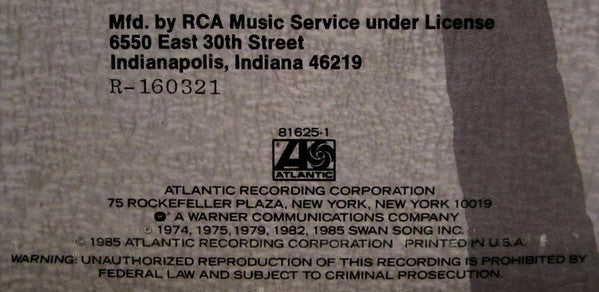 Mfd. by RCA Music Service under License
6550 East 30th Street
Indianapolis, Indiana 46219
R-160321
81625-1
ATLANTIC
ATLANTIC RECORDING CORPORATION
75 ROCKEFELLER PLAZA, NEW YORK, NEW YORK 10019
A WARNER COMMUNICATIONS COMPANY
℗ 1974, 1975, 1979, 1982, 1985 SWAN SONG INC.
© 1985 ATLANTIC RECORDING CORPORATION PRINTED IN U.S.A.
WARNING: UNAUTHORIZED REPRODUCTION OF THIS RECORDING IS PROHIBITED BY
FEDERAL LAW AND SUBJECT TO CRIMINAL PROSECUTION.